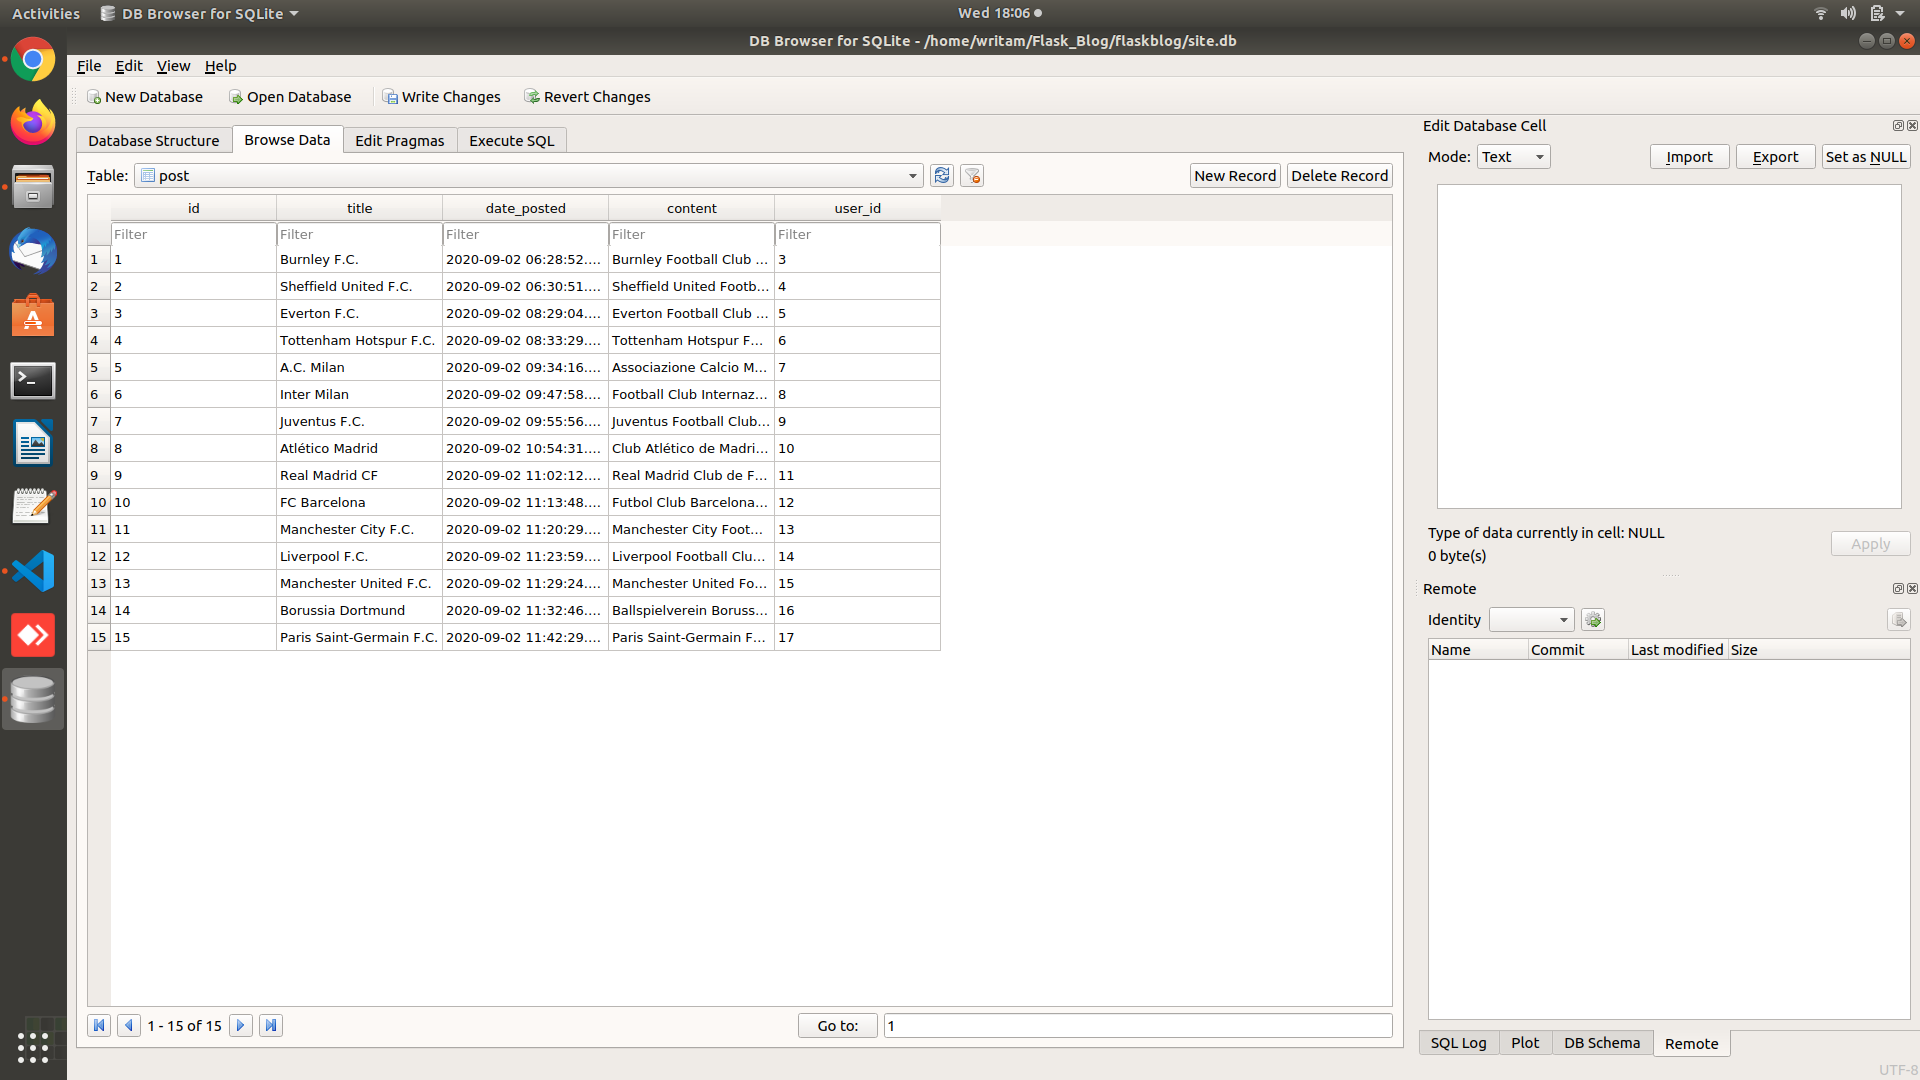 Activities DB Browser for SQLite Wed 18:06
DB Browser for SQLite - /home/writam/Flask_Blog/flaskblog/site.db
File Edit View Help
New Database Open Database Write Changes Revert Changes
Database Structure Browse Data Edit Pragmas Execute SQL
Table: post New Record Delete Record
id title date_posted content user_id
Filter Filter Filter Filter Filter
1 1 Burnley F.C. 2020-09-02 06:28:52.... Burnley Football Club ... 3
2 2 Sheffield United F.C. 2020-09-02 06:30:51.... Sheffield United Footb... 4
3 3 Everton F.C. 2020-09-02 08:29:04.... Everton Football Club ... 5
4 4 Tottenham Hotspur F.C. 2020-09-02 08:33:29.... Tottenham Hotspur F... 6
5 5 A.C. Milan 2020-09-02 09:34:16.... Associazione Calcio M... 7
6 6 Inter Milan 2020-09-02 09:47:58.... Football Club Internaz... 8
7 7 Juventus F.C. 2020-09-02 09:55:56.... Juventus Football Club... 9
8 8 Atlético Madrid 2020-09-02 10:54:31.... Club Atlético de Madri... 10
9 9 Real Madrid CF 2020-09-02 11:02:12.... Real Madrid Club de F... 11
10 10 FC Barcelona 2020-09-02 11:13:48.... Futbol Club Barcelona... 12
11 11 Manchester City F.C. 2020-09-02 11:20:29.... Manchester City Foot... 13
12 12 Liverpool F.C. 2020-09-02 11:23:59.... Liverpool Football Clu... 14
13 13 Manchester United F.C. 2020-09-02 11:29:24.... Manchester United Fo... 15
14 14 Borussia Dortmund 2020-09-02 11:32:46.... Ballspielverein Boruss... 16
15 15 Paris Saint-Germain F.C. 2020-09-02 11:42:29.... Paris Saint-Germain F... 17
1 - 15 of 15 Go to: 1
Edit Database Cell
Mode: Text Import Export Set as NULL
Type of data currently in cell: NULL
0 byte(s)
Apply
Remote
Identity
Name Commit Last modified Size
SQL Log Plot DB Schema Remote
UTF-8